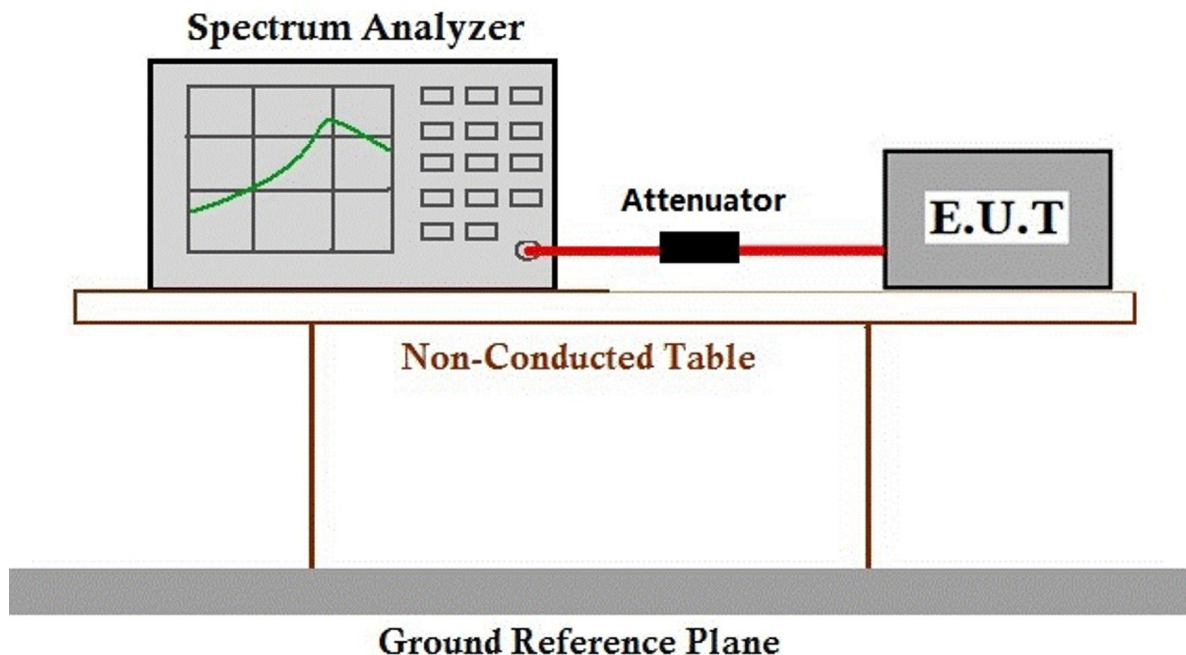 Spectrum Analyzer
Attenuator
E.U.T
Non-Conducted Table
Ground Reference Plane